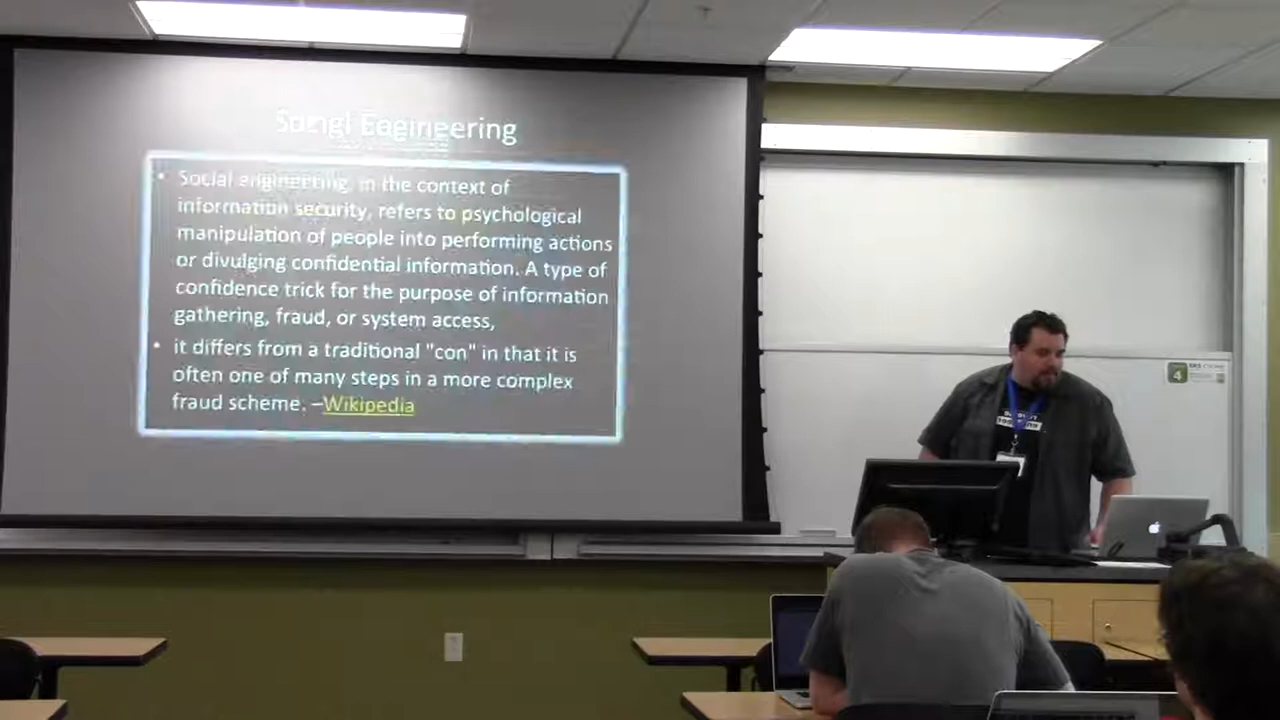 Engineering
• Social engineering, in the context of
information security, refers to psychological
manipulation of people into performing actions
or divulging confidential information. A type of
confidence trick for the purpose of information
gathering, fraud, or system access,
• it differs from a traditional "con" in that it is
often one of many steps in a more complex
fraud scheme. –Wikipedia
4